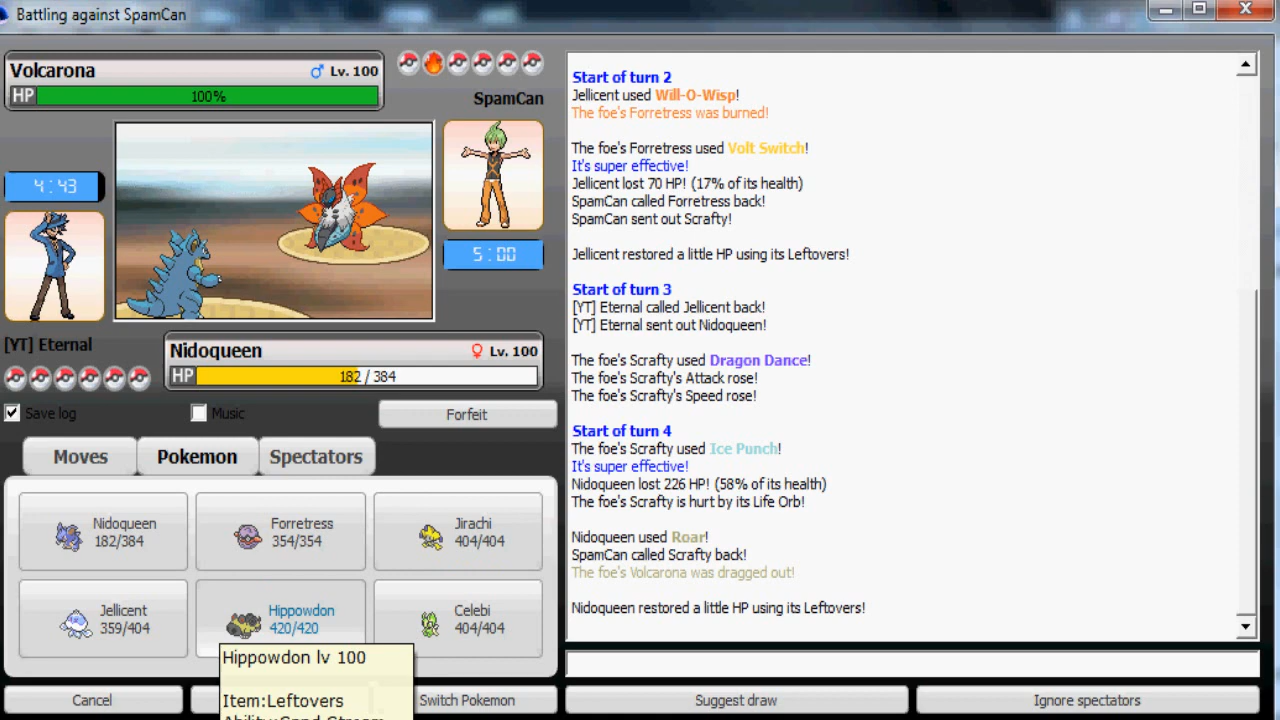 Battling against SpamCan
Volcarona ♂ Lv. 100
HP 100%
SpamCan
4:43
5:00
[YT] Eternal
Nidoqueen ♀ Lv. 100
HP 182 / 384
Save log
Music
Forfeit
Moves
Pokemon
Spectators
Nidoqueen
182/384
Forretress
354/354
Jirachi
404/404
Jellicent
359/404
Hippowdon
420/420
Celebi
404/404
Hippowdon lv 100
Item:Leftovers
Ability:Sand Stream
Cancel
Switch Pokemon
Start of turn 2
Jellicent used Will-O-Wisp!
The foe's Forretress was burned!
The foe's Forretress used Volt Switch!
It's super effective!
Jellicent lost 70 HP! (17% of its health)
SpamCan called Forretress back!
SpamCan sent out Scrafty!
Jellicent restored a little HP using its Leftovers!
Start of turn 3
[YT] Eternal called Jellicent back!
[YT] Eternal sent out Nidoqueen!
The foe's Scrafty used Dragon Dance!
The foe's Scrafty's Attack rose!
The foe's Scrafty's Speed rose!
Start of turn 4
The foe's Scrafty used Ice Punch!
It's super effective!
Nidoqueen lost 226 HP! (58% of its health)
The foe's Scrafty is hurt by its Life Orb!
Nidoqueen used Roar!
SpamCan called Scrafty back!
The foe's Volcarona was dragged out!
Nidoqueen restored a little HP using its Leftovers!
Suggest draw
Ignore spectators